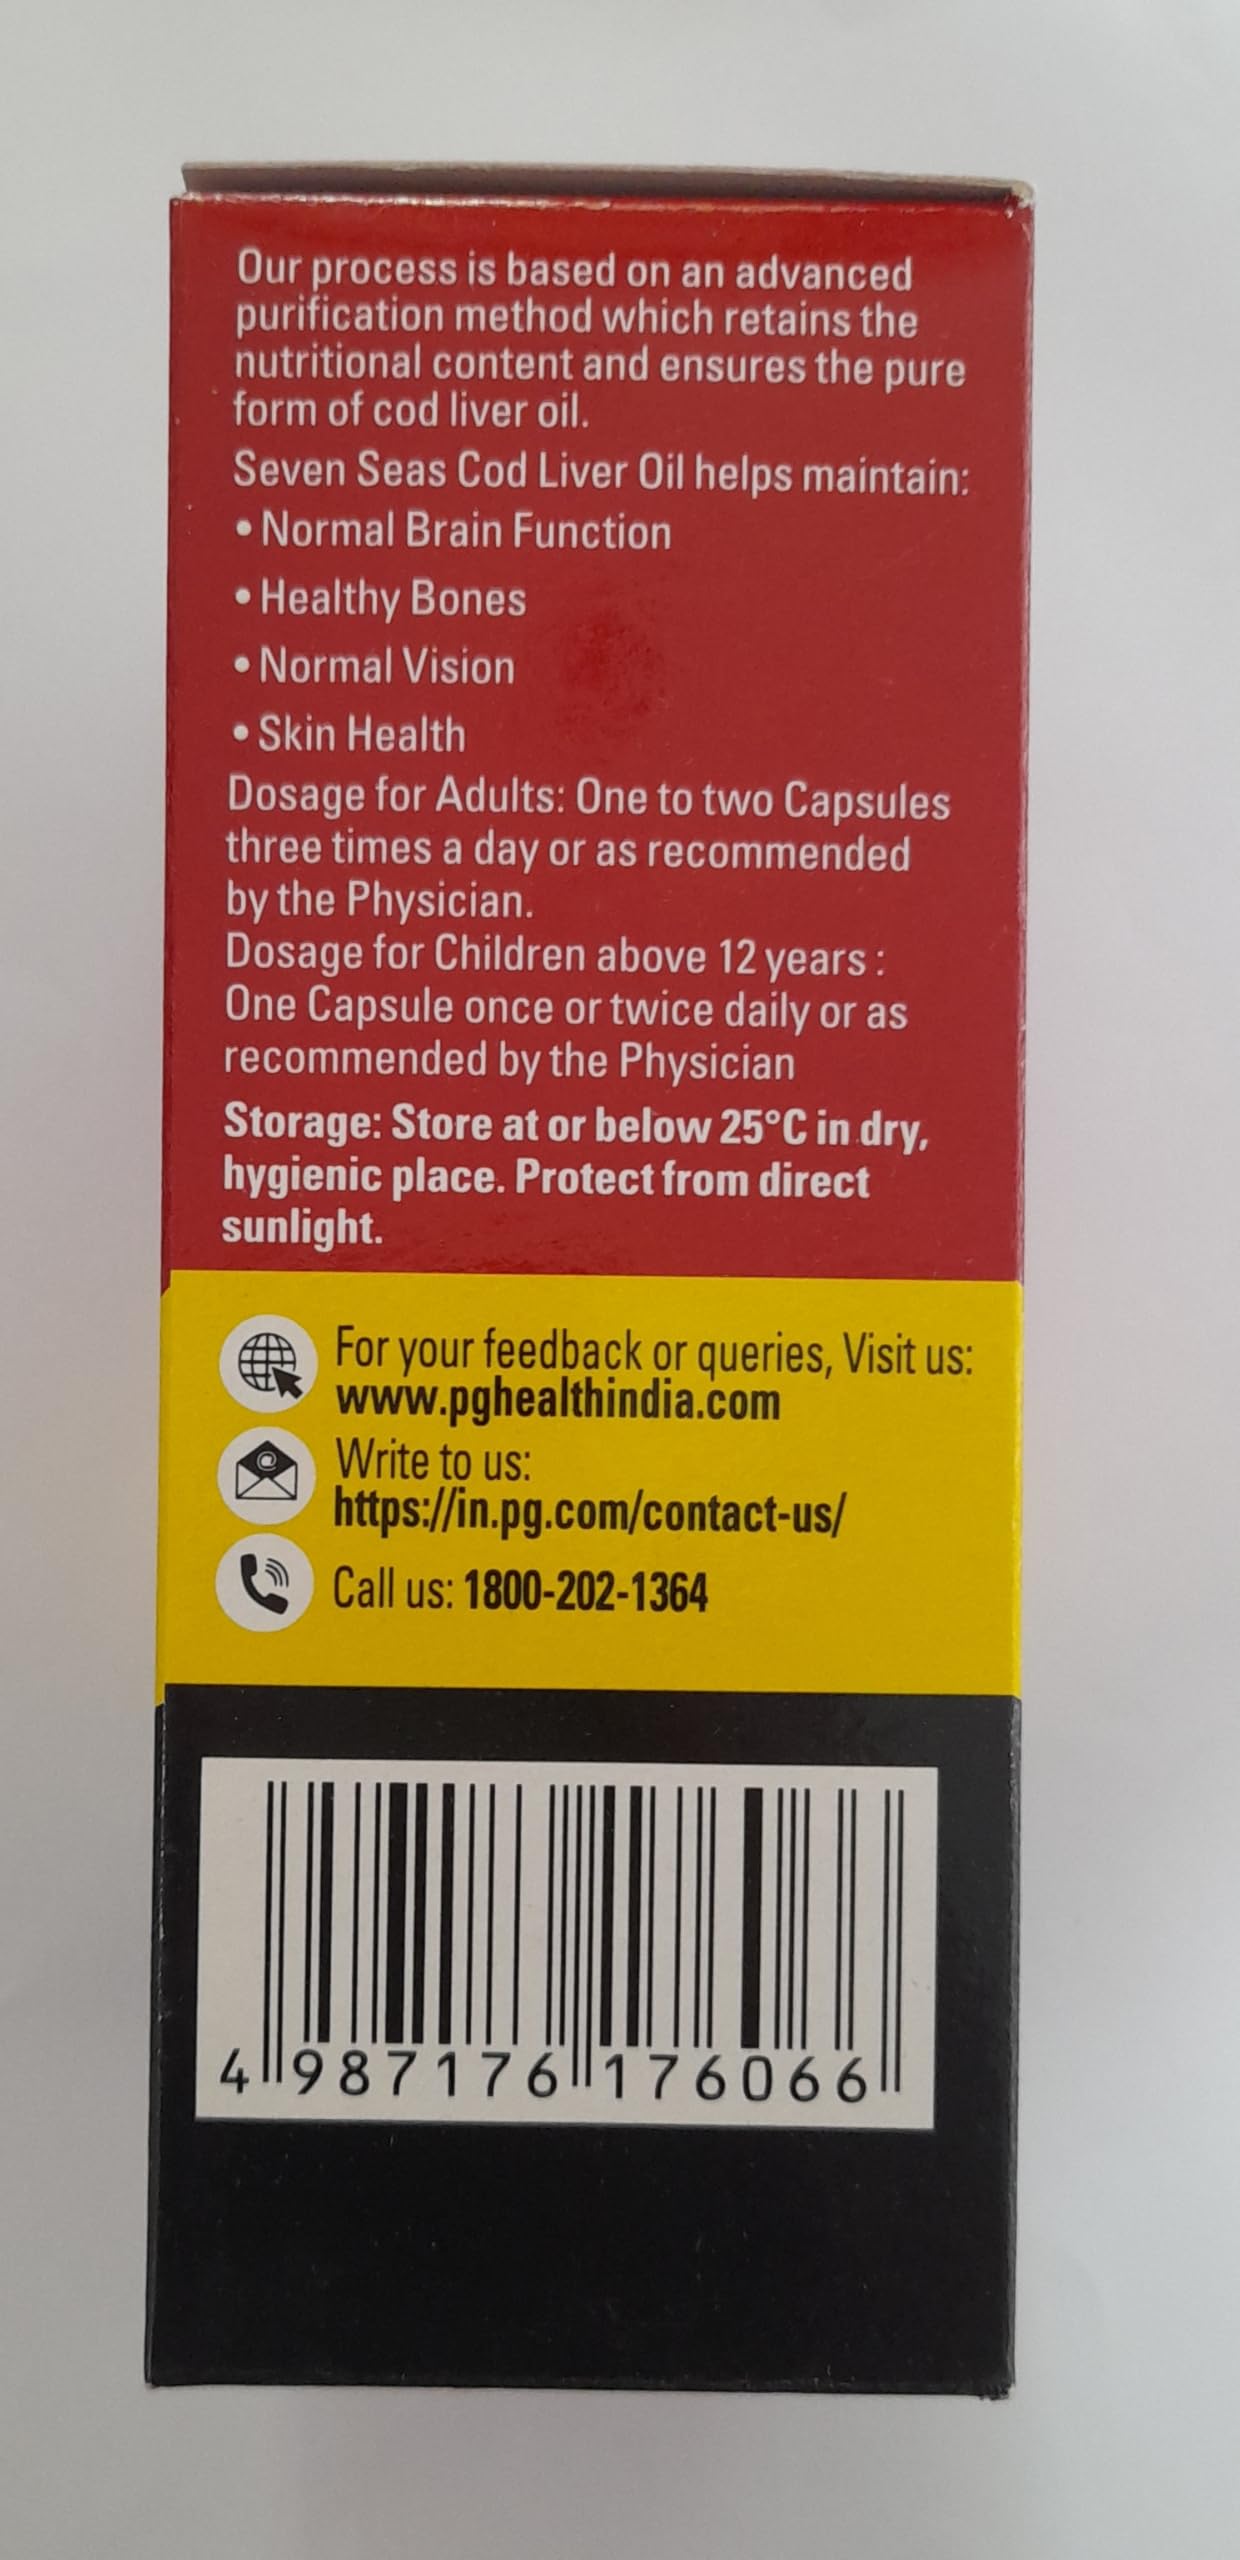 Our process is based on an advanced
purification method which retains the
nutritional content and ensures the pure
form of cod liver oil.
Seven Seas Cod Liver Oil helps maintain:
• Normal Brain Function
• Healthy Bones
• Normal Vision
• Skin Health
Dosage for Adults: One to two Capsules
three times a day or as recommended
by the Physician.
Dosage for Children above 12 years :
One Capsule once or twice daily or as
recommended by the Physician
Storage: Store at or below 25°C in dry,
hygienic place. Protect from direct
sunlight.
For your feedback or queries, Visit us:
www.pghealthindia.com
Write to us:
https://in.pg.com/contact-us/
Call us: 1800-202-1364
4 987176 176066